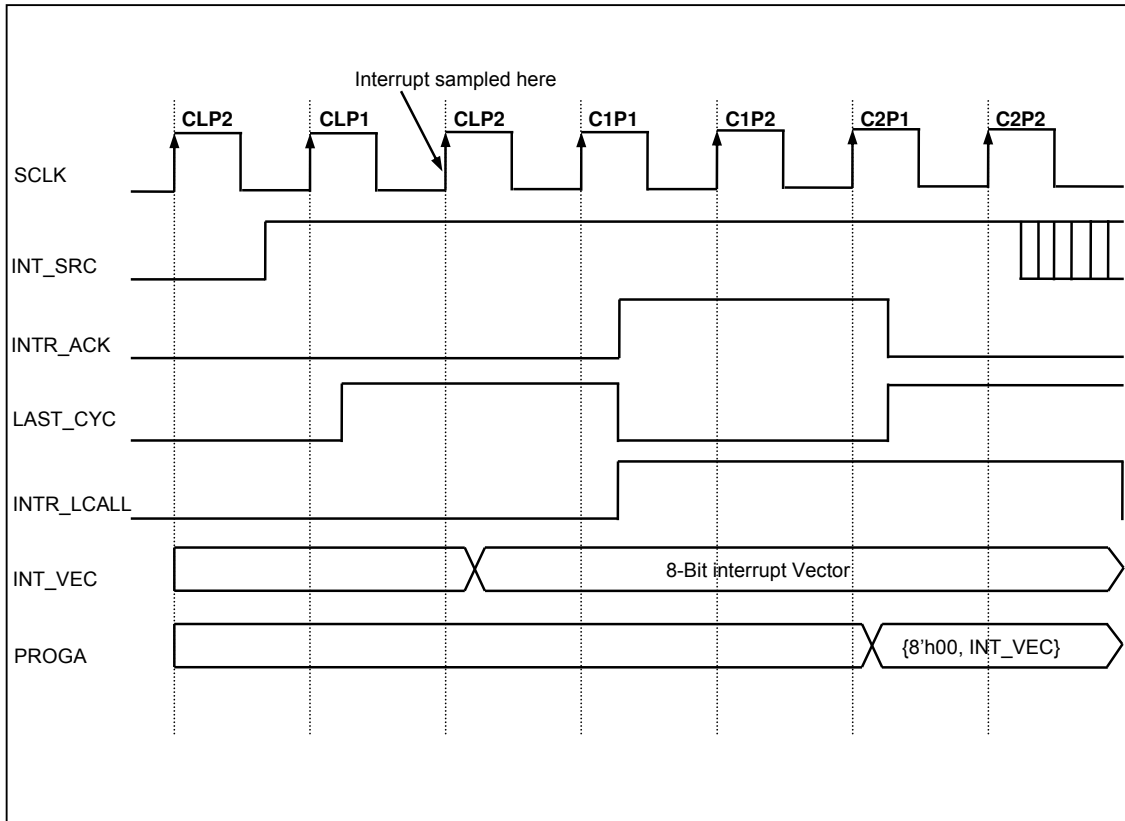 Interrupt sampled here
CLP2 CLP1 CLP2 C1P1 C1P2 C2P1 C2P2
SCLK
INT_SRC
INTR_ACK
LAST_CYC
INTR_LCALL
INT_VEC 8-Bit interrupt Vector
PROGA {8'h00, INT_VEC}